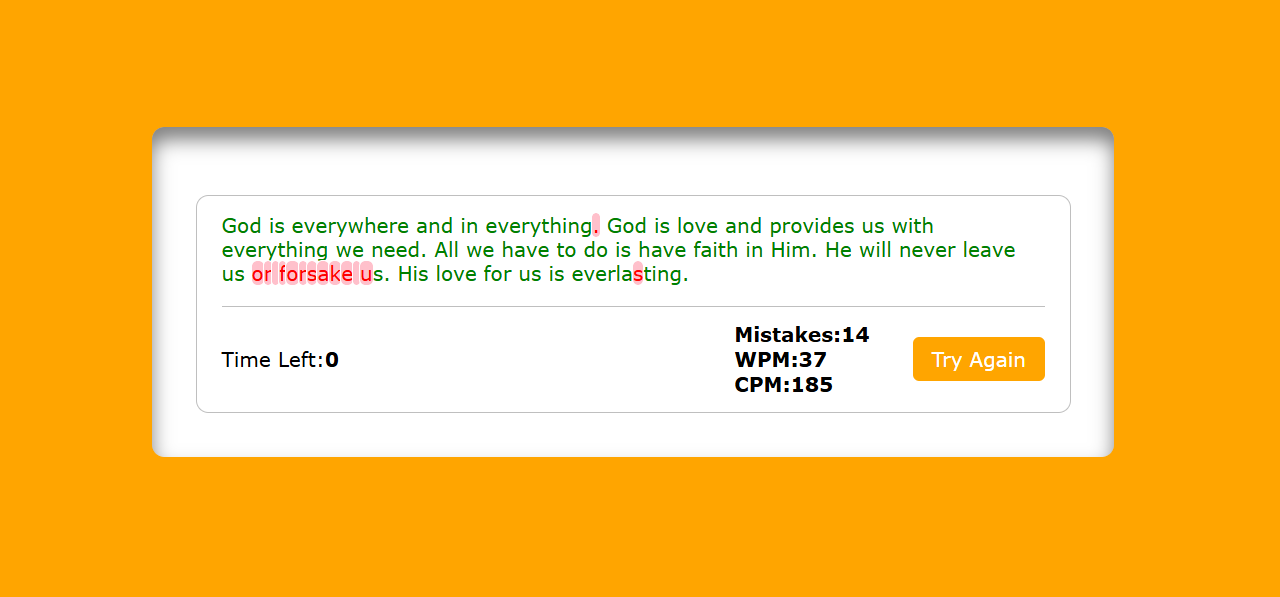 God is everywhere and in everything. God is love and provides us with
everything we need. All we have to do is have faith in Him. He will never leave
us or forsake us. His love for us is everlasting.
Time Left:0
Mistakes:14
WPM:37
CPM:185
Try Again